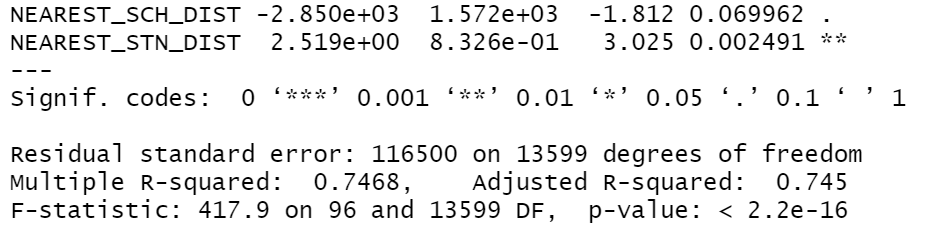 NEAREST_SCH_DIST -2.850e+03  1.572e+03  -1.812 0.069962 .
NEAREST_STN_DIST  2.519e+00  8.326e-01   3.025 0.002491 **
---
Signif. codes:  0 ‘***’ 0.001 ‘**’ 0.01 ‘*’ 0.05 ‘.’ 0.1 ‘ ’ 1
Residual standard error: 116500 on 13599 degrees of freedom
Multiple R-squared:  0.7468,	Adjusted R-squared:  0.745
F-statistic: 417.9 on 96 and 13599 DF,  p-value: < 2.2e-16